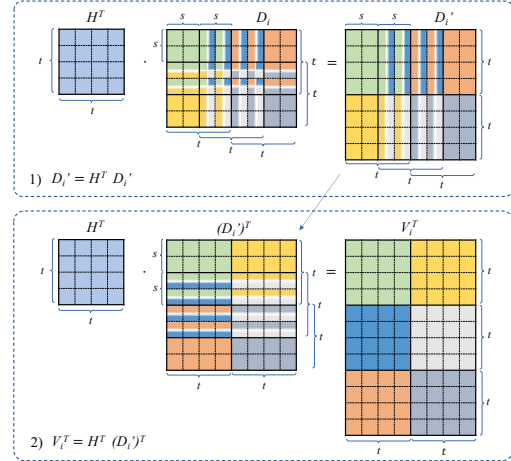 H^T s s D_i D_i'
t · s t t = t t
t t t t t t t
1) D_i' = H^T D_i'
H^T (D_i')^T V_i^T
t · s s t t t = t t t
t t t t t
2) V_i^T = H^T (D_i')^T